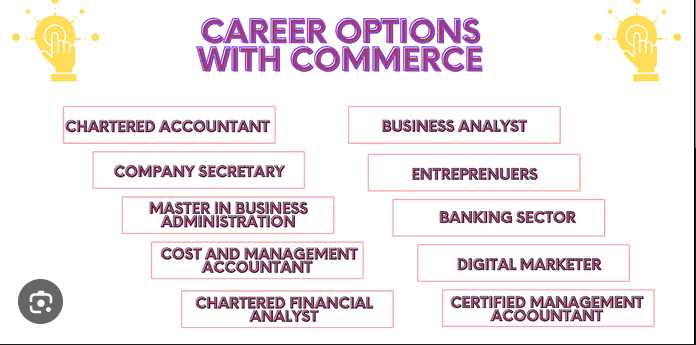 CAREER OPTIONS
WITH COMMERCE
CHARTERED ACCOUNTANT
COMPANY SECRETARY
MASTER IN BUSINESS
ADMINISTRATION
COST AND MANAGEMENT
ACCOUNTANT
CHARTERED FINANCIAL
ANALYST
BUSINESS ANALYST
ENTREPRENUERS
BANKING SECTOR
DIGITAL MARKETER
CERTIFIED MANAGEMENT
ACOOUNTANT